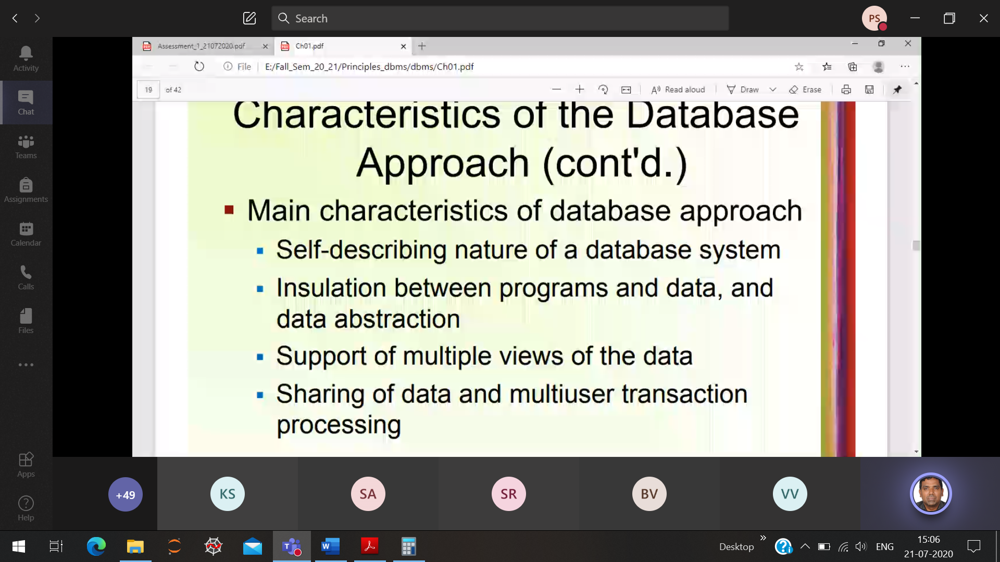 Search
PS
Activity
Chat
Teams
Assignments
Calendar
Calls
Files
Apps
Help
Assessment_1_21072020.pdf
Ch01.pdf
File
E:/Fall_Sem_20_21/Principles_dbms/dbms/Ch01.pdf
19 of 42
Read aloud
Draw
Erase
Characteristics of the Database
Approach (cont'd.)
Main characteristics of database approach
Self-describing nature of a database system
Insulation between programs and data, and
data abstraction
Support of multiple views of the data
Sharing of data and multiuser transaction
processing
+49
KS
SA
SR
BV
VV
Desktop
ENG
15:06
21-07-2020